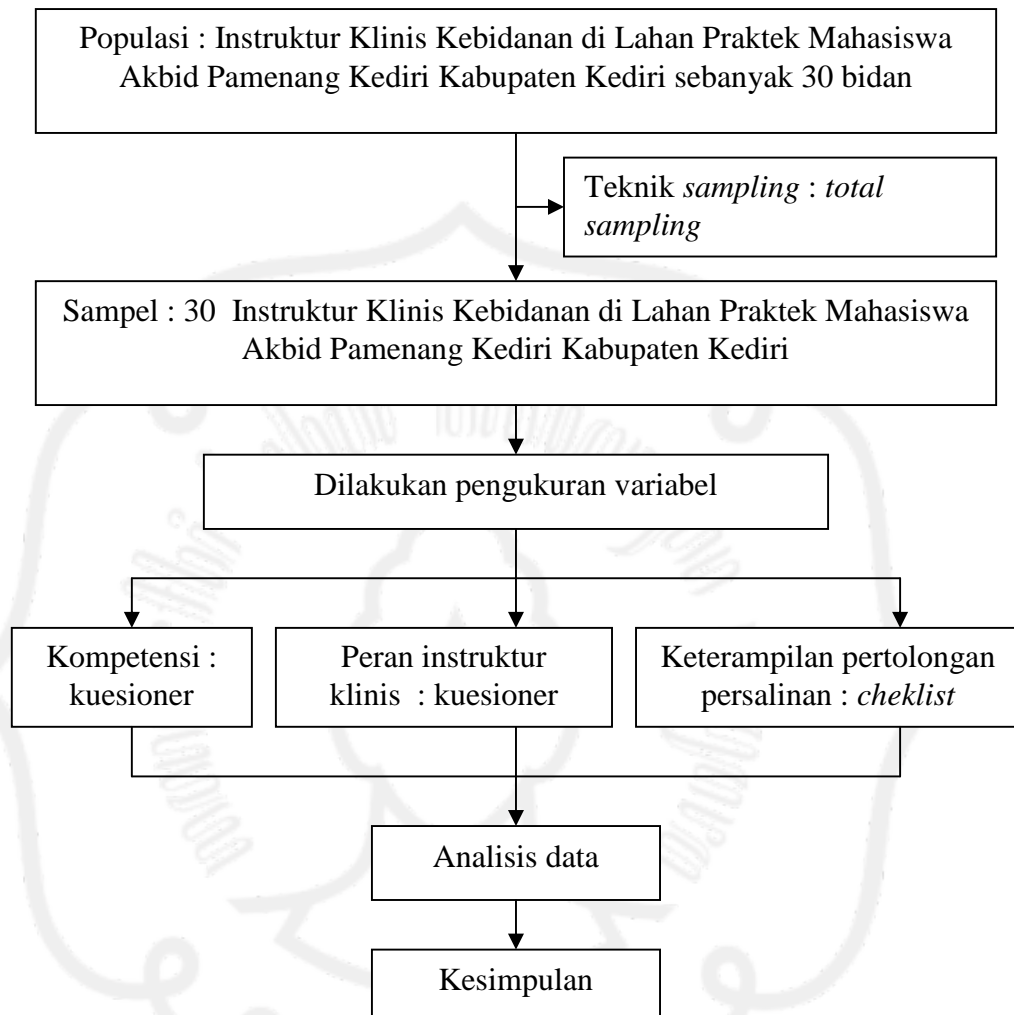 Populasi : Instruktur Klinis Kebidanan di Lahan Praktek Mahasiswa
Akbid Pamenang Kediri Kabupaten Kediri sebanyak 30 bidan
Teknik sampling : total
sampling
Sampel : 30 Instruktur Klinis Kebidanan di Lahan Praktek Mahasiswa
Akbid Pamenang Kediri Kabupaten Kediri
Dilakukan pengukuran variabel
Kompetensi :
kuesioner
Peran instruktur
klinis : kuesioner
Keterampilan pertolongan
persalinan : cheklist
Analisis data
Kesimpulan